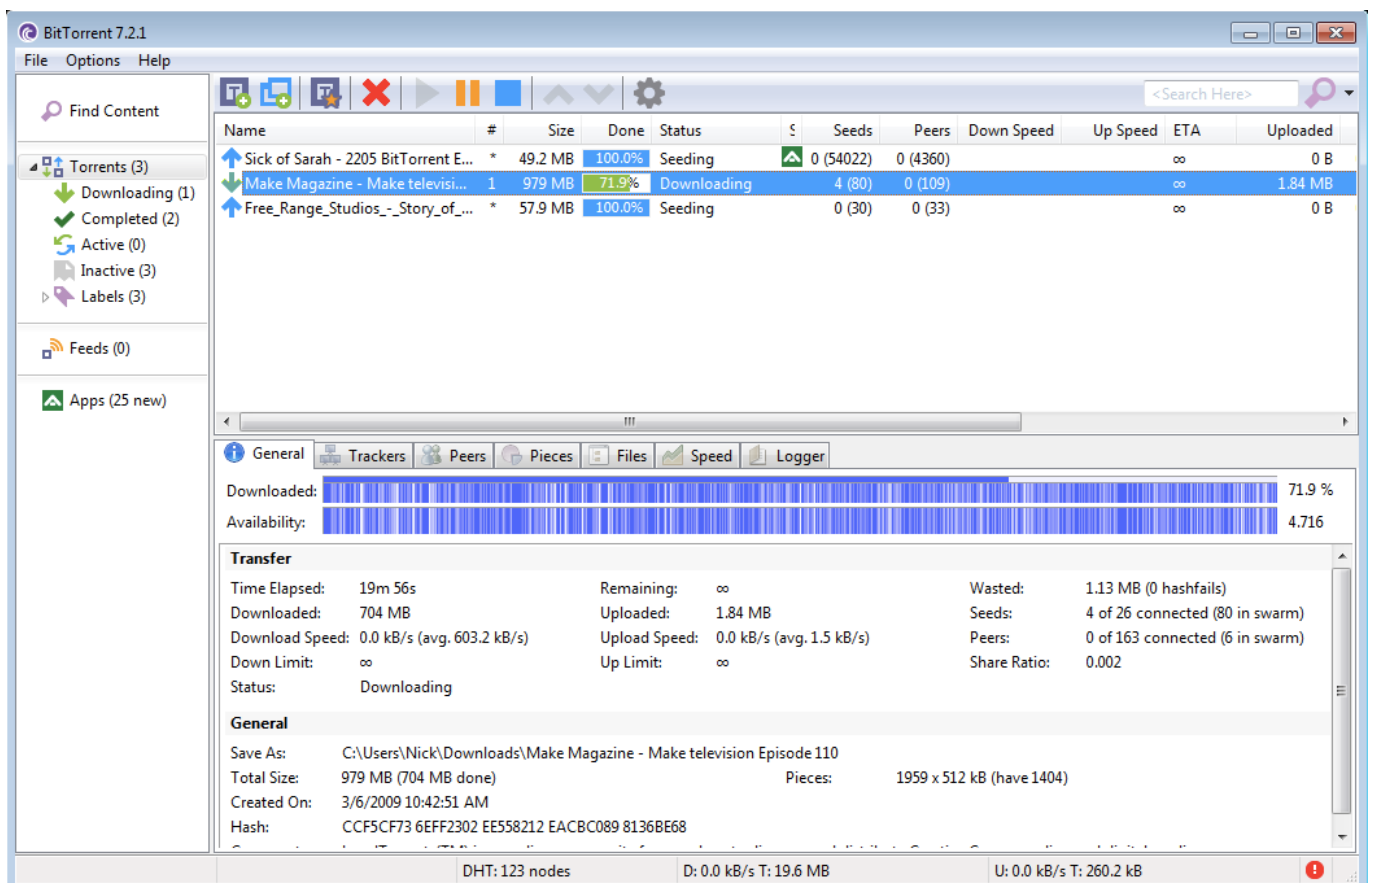 BitTorrent 7.2.1
File Options Help
Find Content
<Search Here>
Torrents (3)
Downloading (1)
Completed (2)
Active (0)
Inactive (3)
Labels (3)
Feeds (0)
Apps (25 new)
Name # Size Done Status S Seeds Peers Down Speed Up Speed ETA Uploaded
Sick of Sarah - 2205 BitTorrent E... * 49.2 MB 100.0% Seeding 0 (54022) 0 (4360) ∞ 0 B
Make Magazine - Make televisi... 1 979 MB 71.9% Downloading 4 (80) 0 (109) ∞ 1.84 MB
Free_Range_Studios_-_Story_of_... * 57.9 MB 100.0% Seeding 0 (30) 0 (33) ∞ 0 B
General Trackers Peers Pieces Files Speed Logger
Downloaded: 71.9 %
Availability: 4.716
Transfer
Time Elapsed: 19m 56s Remaining: ∞ Wasted: 1.13 MB (0 hashfails)
Downloaded: 704 MB Uploaded: 1.84 MB Seeds: 4 of 26 connected (80 in swarm)
Download Speed: 0.0 kB/s (avg. 603.2 kB/s) Upload Speed: 0.0 kB/s (avg. 1.5 kB/s) Peers: 0 of 163 connected (6 in swarm)
Down Limit: ∞ Up Limit: ∞ Share Ratio: 0.002
Status: Downloading
General
Save As: C:\Users\Nick\Downloads\Make Magazine - Make television Episode 110
Total Size: 979 MB (704 MB done) Pieces: 1959 x 512 kB (have 1404)
Created On: 3/6/2009 10:42:51 AM
Hash: CCF5CF73 6EFF2302 EE558212 EACBC089 8136BE68
DHT: 123 nodes D: 0.0 kB/s T: 19.6 MB U: 0.0 kB/s T: 260.2 kB